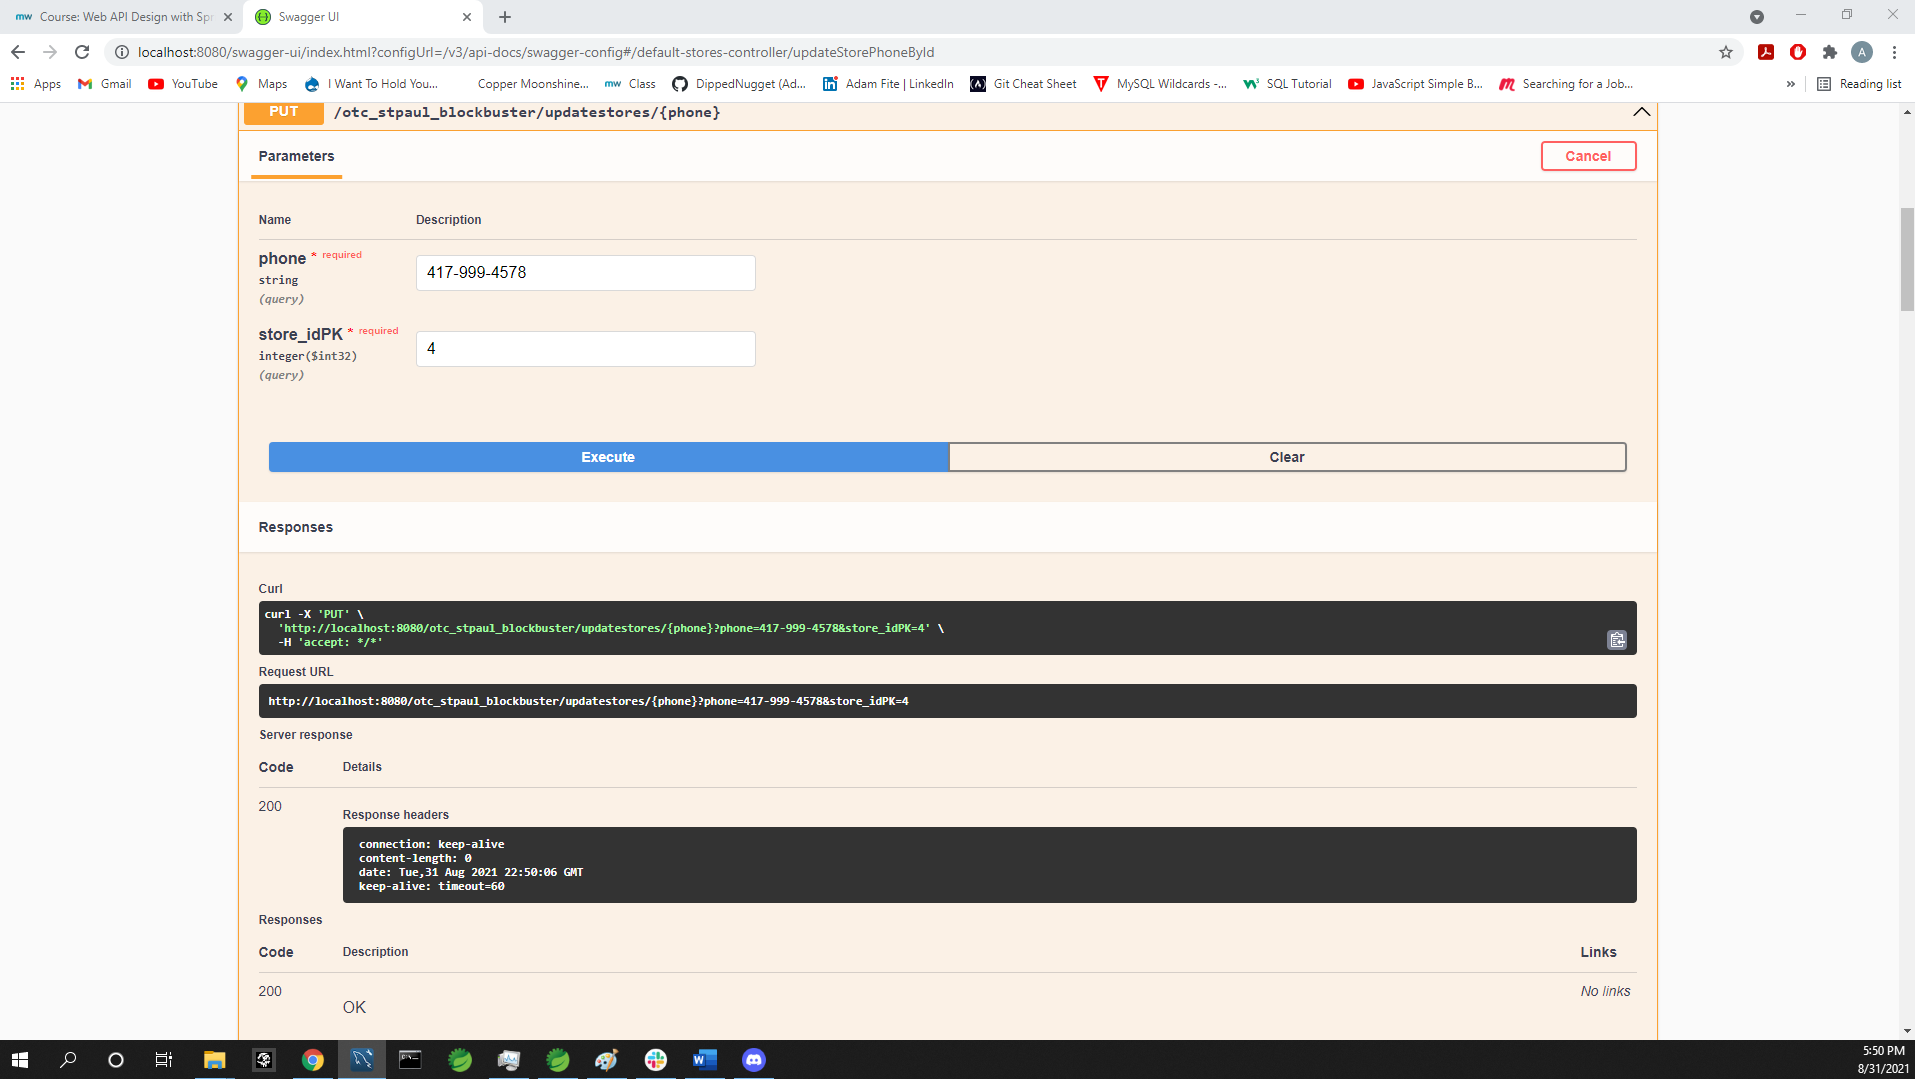 Course: Web API Design with Spr
Swagger UI
localhost:8080/swagger-ui/index.html?configUrl=/v3/api-docs/swagger-config#/default-stores-controller/updateStorePhoneById
A
Apps
Gmail
YouTube
Maps
I Want To Hold You...
Copper Moonshine...
Class
DippedNugget (Ad...
Adam Fite | LinkedIn
Git Cheat Sheet
MySQL Wildcards -...
SQL Tutorial
JavaScript Simple B...
Searching for a Job...
»
Reading list
PUT /otc_stpaul_blockbuster/updatestores/{phone}
Parameters
Cancel
Name Description
phone * required
string
(query)
417-999-4578
store_idPK * required
integer($int32)
(query)
4
Execute
Clear
Responses
Curl
curl -X 'PUT' \
'http://localhost:8080/otc_stpaul_blockbuster/updatestores/{phone}?phone=417-999-4578&store_idPK=4' \
-H 'accept: */*'
Request URL
http://localhost:8080/otc_stpaul_blockbuster/updatestores/{phone}?phone=417-999-4578&store_idPK=4
Server response
Code Details
200
Response headers
connection: keep-alive
content-length: 0
date: Tue,31 Aug 2021 22:50:06 GMT
keep-alive: timeout=60
Responses
Code Description Links
200
OK
No links
5:50 PM
8/31/2021